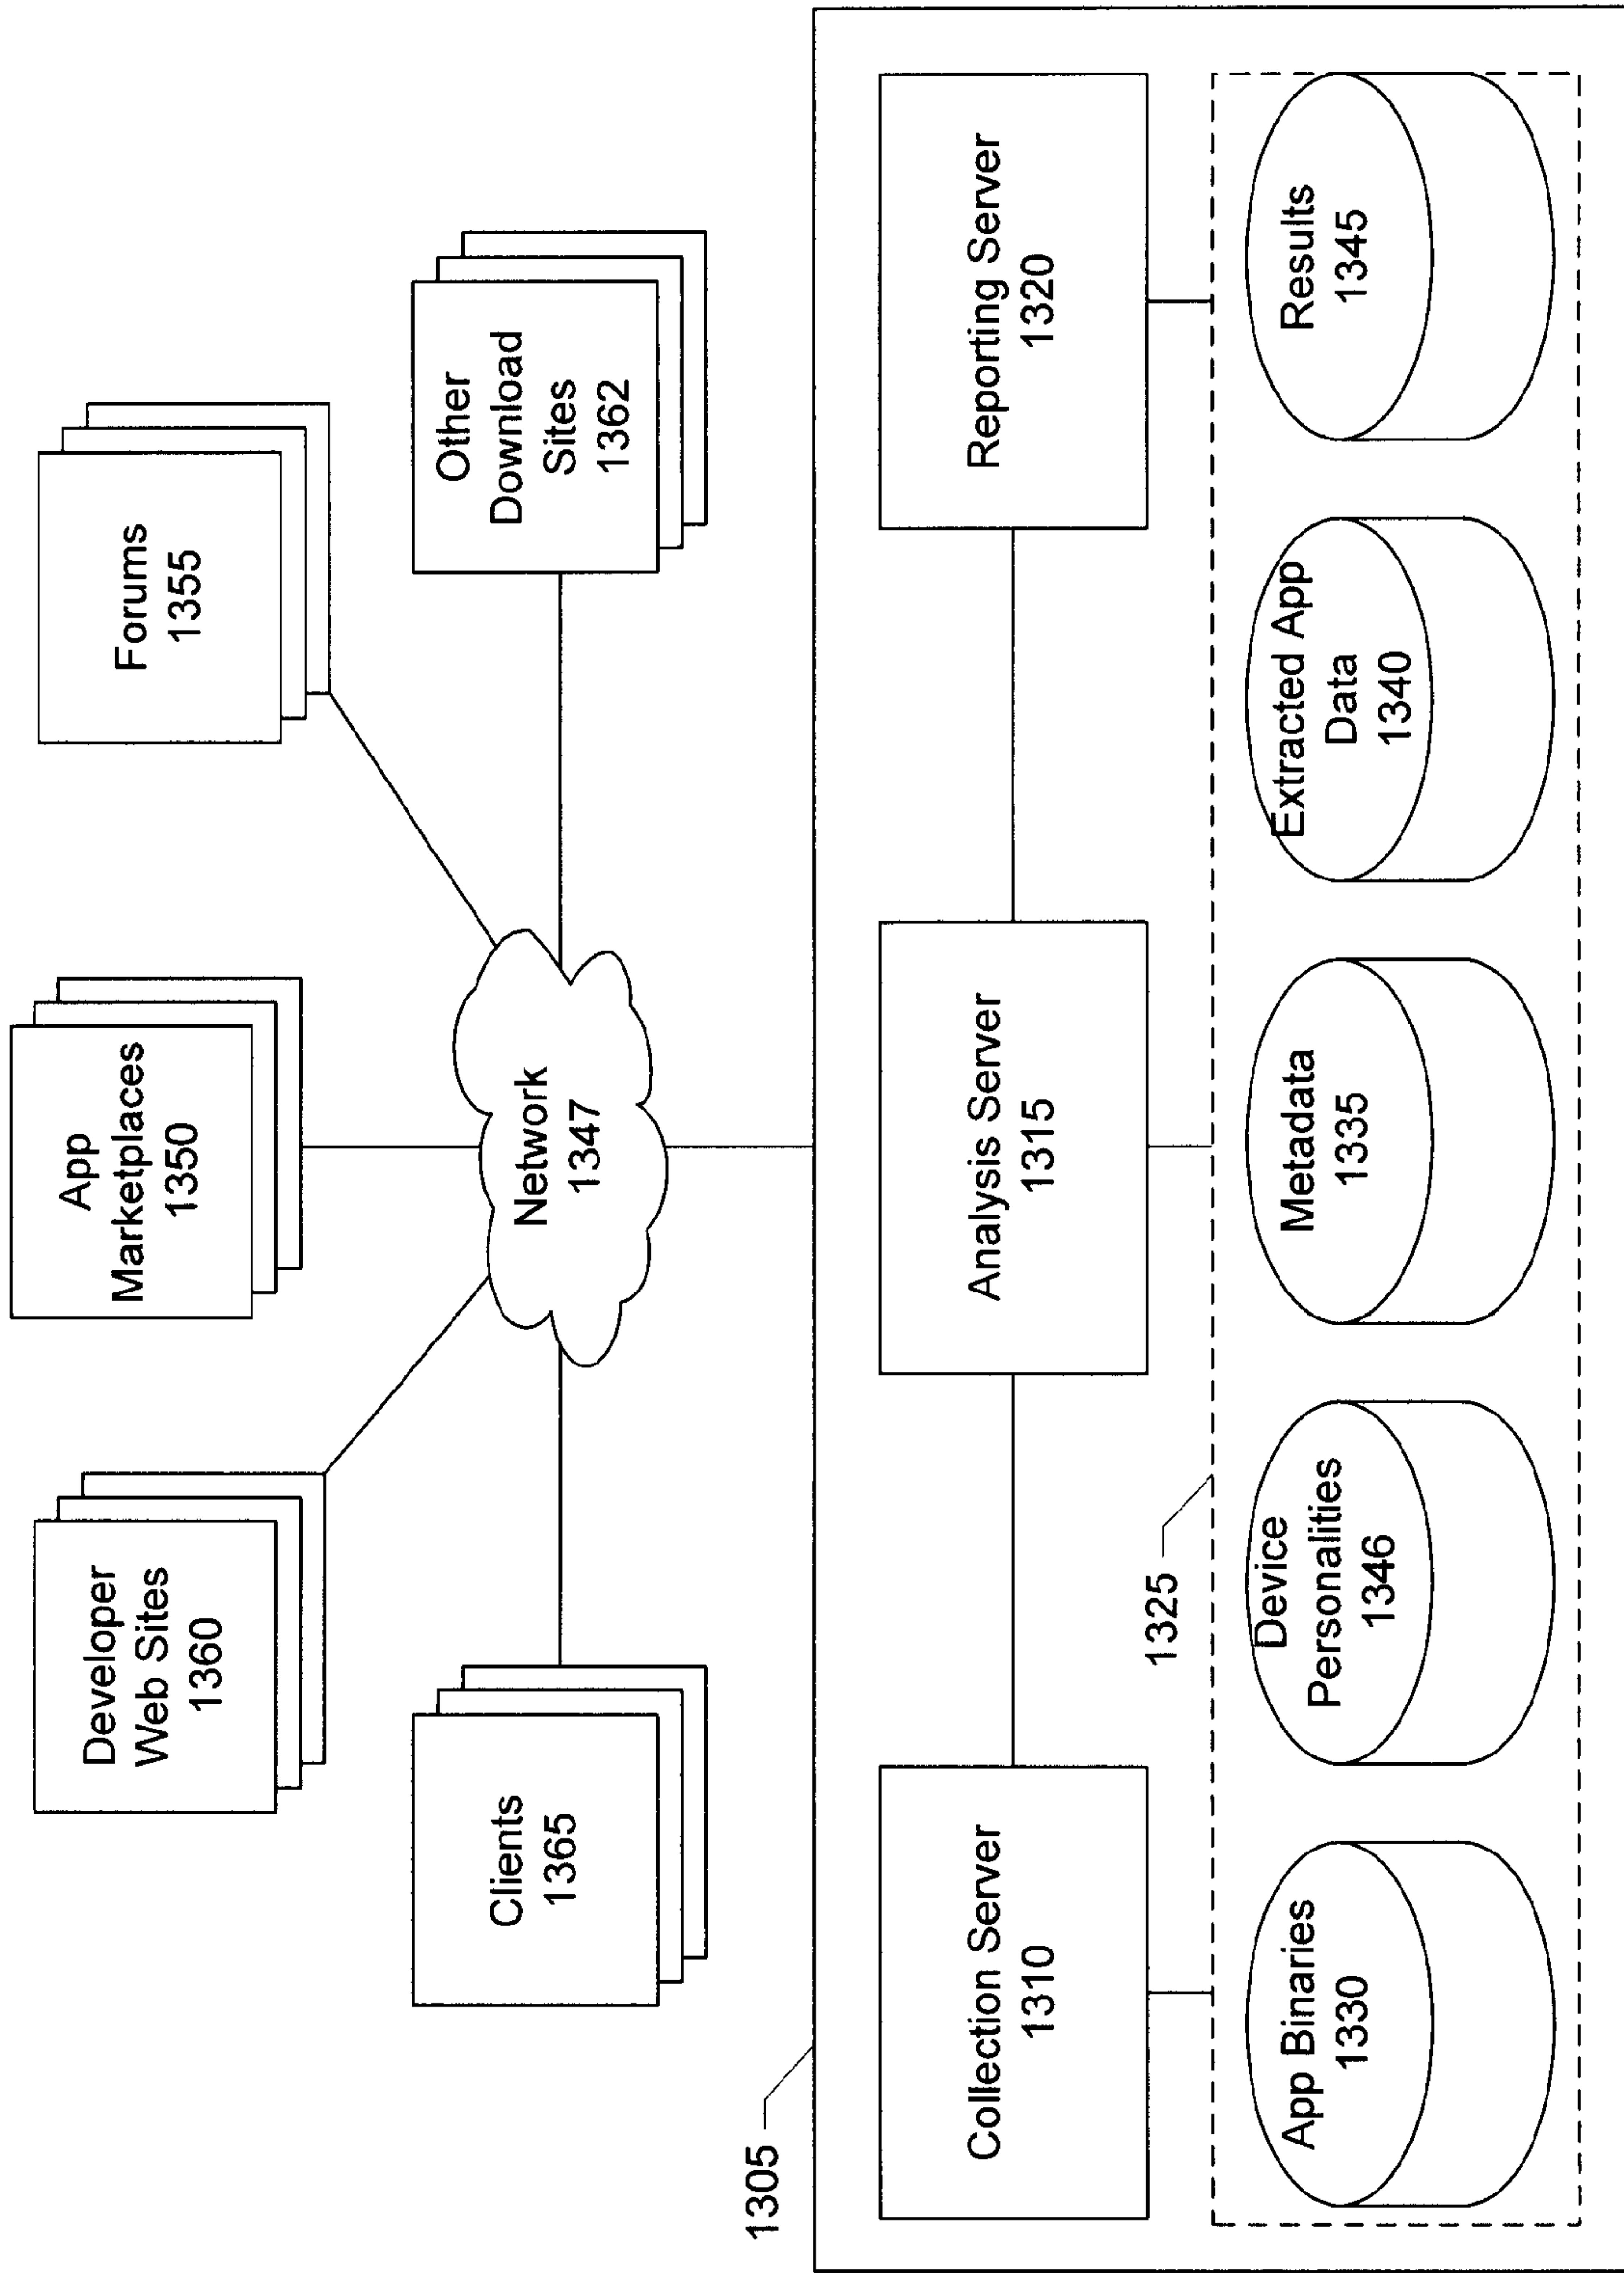 Developer
Web Sites
1360
App
Marketplaces
1350
Forums
1355
Clients
1365
Network
1347
Other
Download
Sites
1362
1305
Collection Server
1310
Analysis Server
1315
Reporting Server
1320
1325
App Binaries
1330
Device
Personalities
1346
Metadata
1335
Extracted App
Data
1340
Results
1345